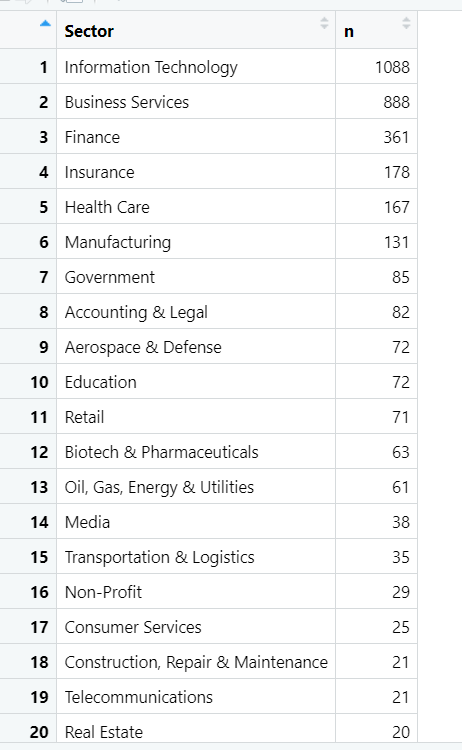 Sector n
1 Information Technology 1088
2 Business Services 888
3 Finance 361
4 Insurance 178
5 Health Care 167
6 Manufacturing 131
7 Government 85
8 Accounting & Legal 82
9 Aerospace & Defense 72
10 Education 72
11 Retail 71
12 Biotech & Pharmaceuticals 63
13 Oil, Gas, Energy & Utilities 61
14 Media 38
15 Transportation & Logistics 35
16 Non-Profit 29
17 Consumer Services 25
18 Construction, Repair & Maintenance 21
19 Telecommunications 21
20 Real Estate 20